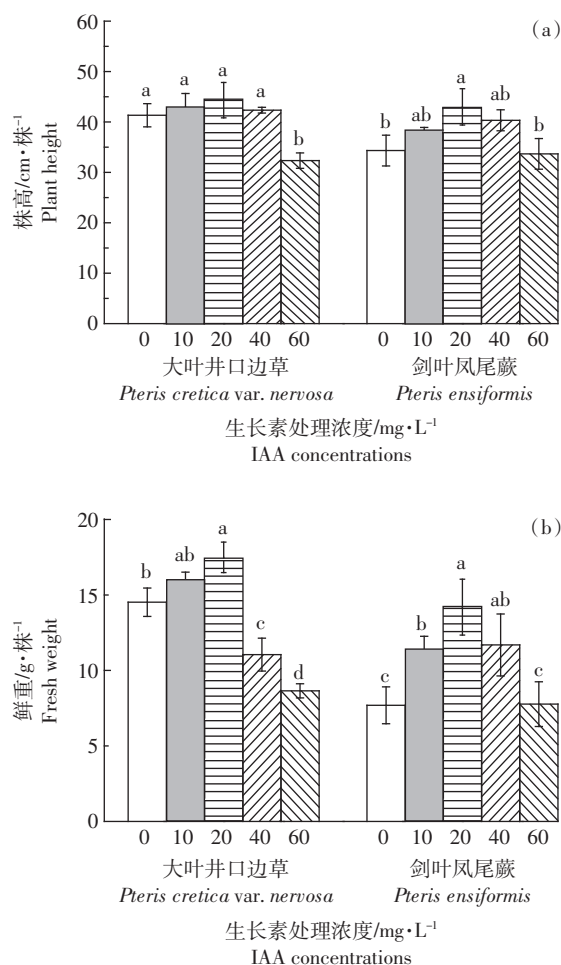 (a)
60
50
40
30
20
10
0
株高/cm·株⁻¹
Plant height
a a a a b b ab a ab b
0 10 20 40 60 0 10 20 40 60
大叶井口边草 剑叶凤尾蕨
Pteris cretica var. nervosa Pteris ensiformis
生长素处理浓度/mg·L⁻¹
IAA concentrations
(b)
20
15
10
5
0
鲜重/g·株⁻¹
Fresh weight
b ab a c d c b a ab c
0 10 20 40 60 0 10 20 40 60
大叶井口边草 剑叶凤尾蕨
Pteris cretica var. nervosa Pteris ensiformis
生长素处理浓度/mg·L⁻¹
IAA concentrations